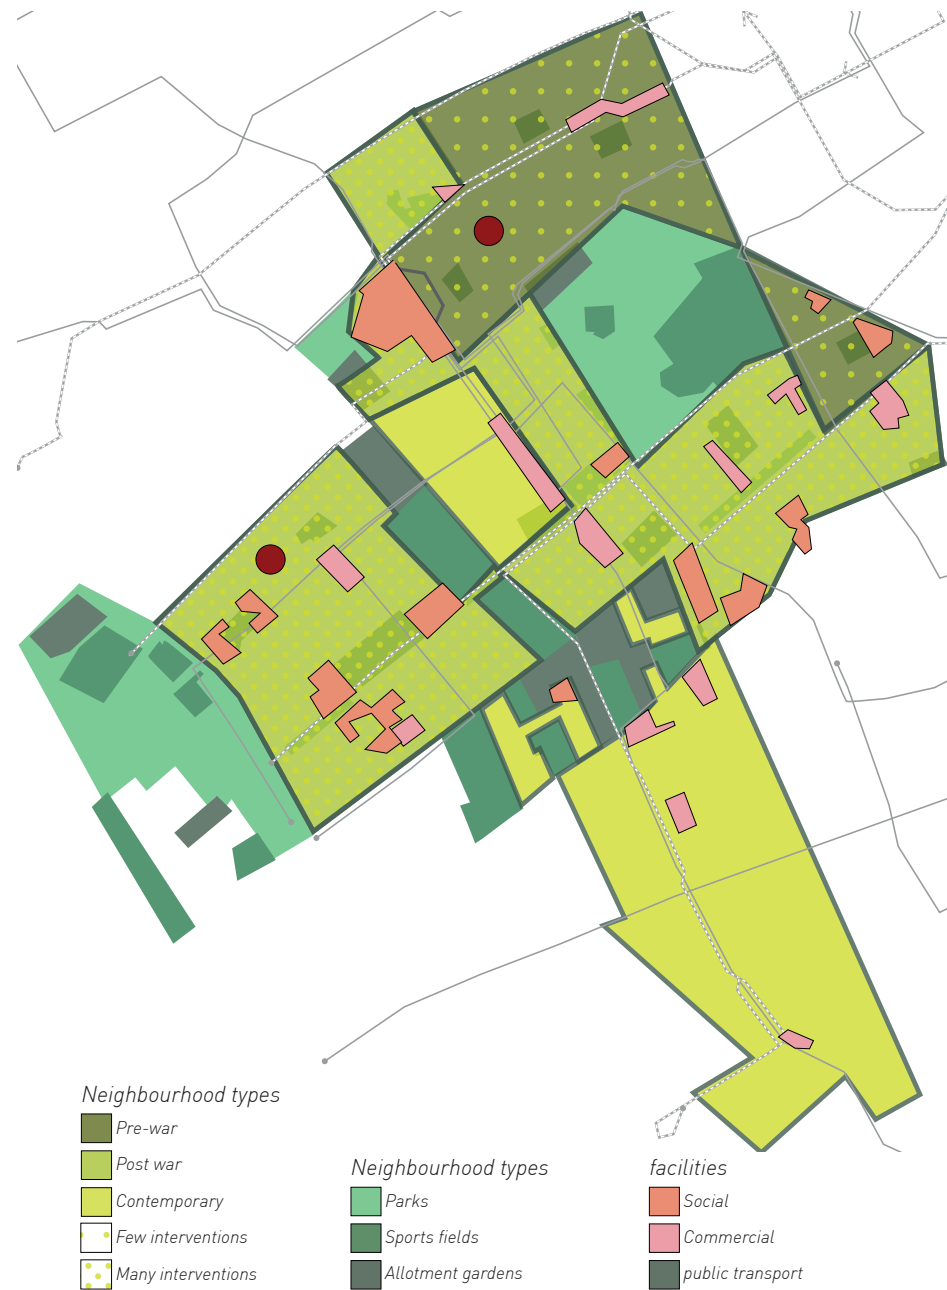 Neighbourhood types
Pre-war
Post war
Contemporary
Few interventions
Many interventions
Neighbourhood types
Parks
Sports fields
Allotment gardens
facilities
Social
Commercial
public transport